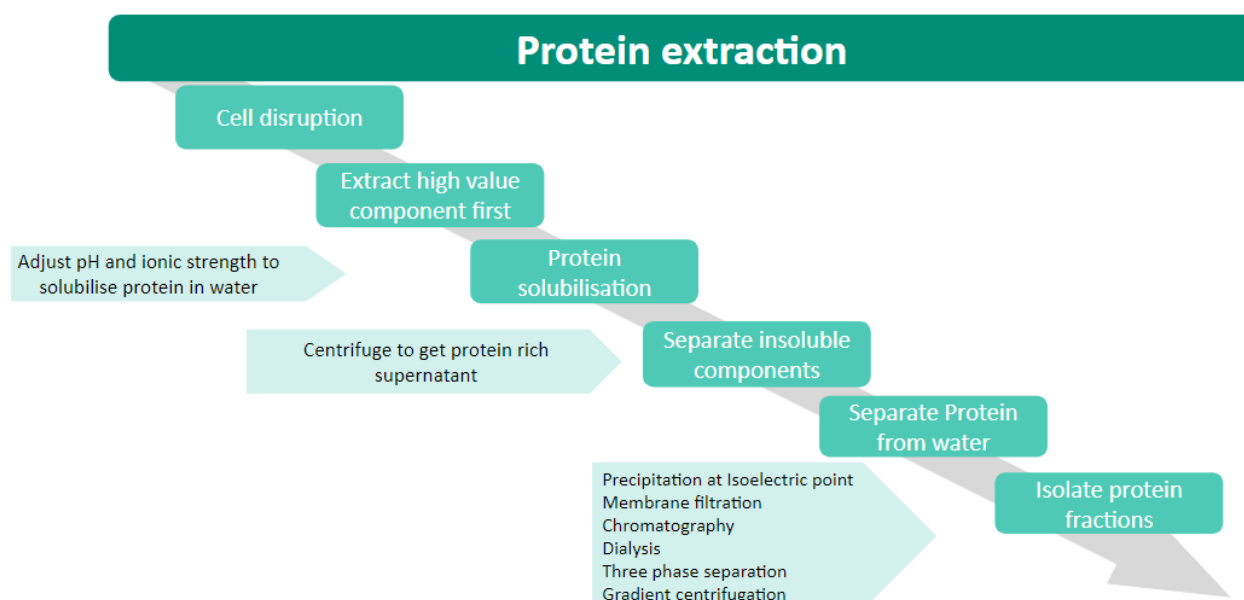 Protein extraction
Cell disruption
Extract high value
component first
Adjust pH and ionic strength to
solubilise protein in water
Protein
solubilisation
Centrifuge to get protein rich
supernatant
Separate insoluble
components
Separate Protein
from water
Precipitation at Isoelectric point
Membrane filtration
Chromatography
Dialysis
Three phase separation
Gradient centrifugation
Isolate protein
fractions